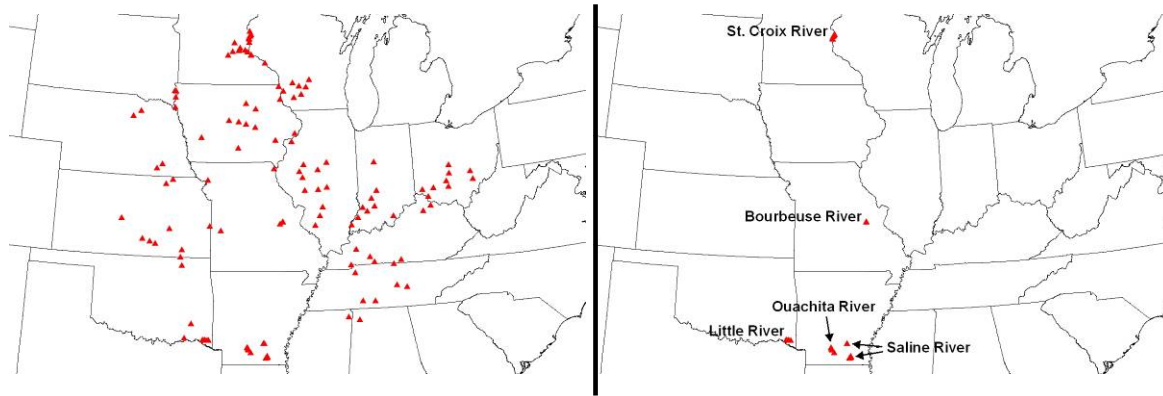 St. Croix River
Bourbeuse River
Ouachita River
Little River
Saline River